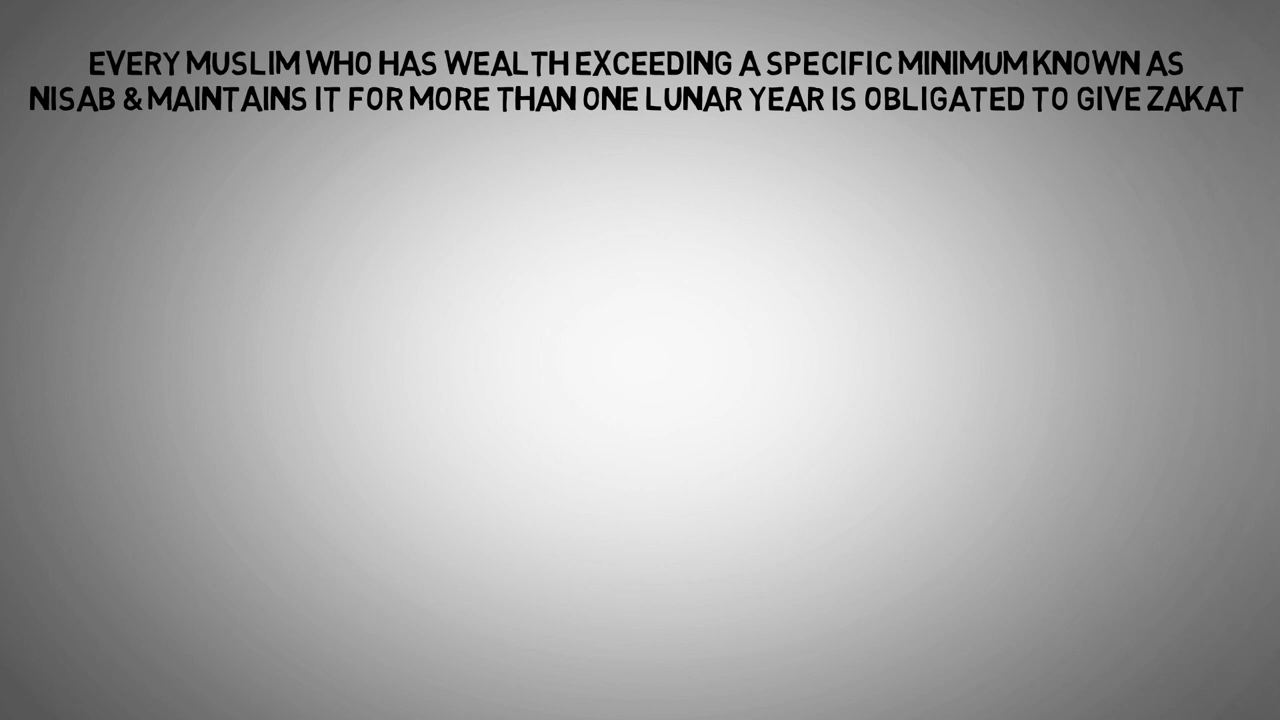 EVERY MUSLIM WHO HAS WEALTH EXCEEDING A SPECIFIC MINIMUM KNOWN AS
NISAB & MAINTAINS IT FOR MORE THAN ONE LUNAR YEAR IS OBLIGATED TO GIVE ZAKAT